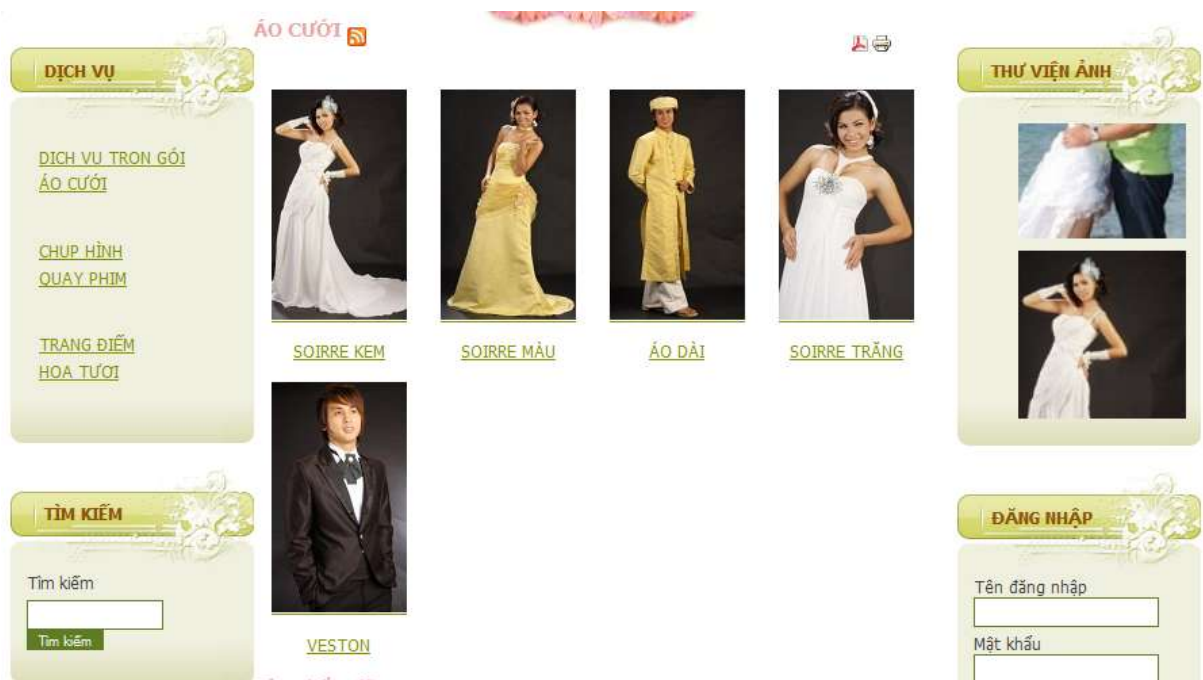 ÁO CƯỚI
DỊCH VỤ
DICH VU TRON GÓI
ÁO CƯỚI
CHUP HÌNH
QUAY PHIM
TRANG ĐIỂM
HOA TƯƠI
TÌM KIẾM
Tìm kiếm
Tìm kiếm
SOIRRE KEM
SOIRRE MÀU
ÁO DÀI
SOIRRE TRẮNG
VESTON
THƯ VIỆN ẢNH
ĐĂNG NHẬP
Tên đăng nhập
Mật khẩu